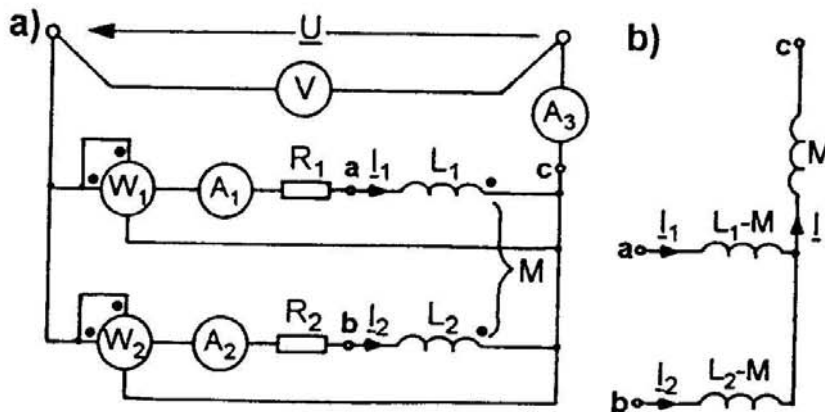 a) U b)
V c
A3 M
R1 a I1 L1 c
W1 A1
L1-M I
a I1
M
R2 b I2 L2
W2 A2
L2-M
b I2